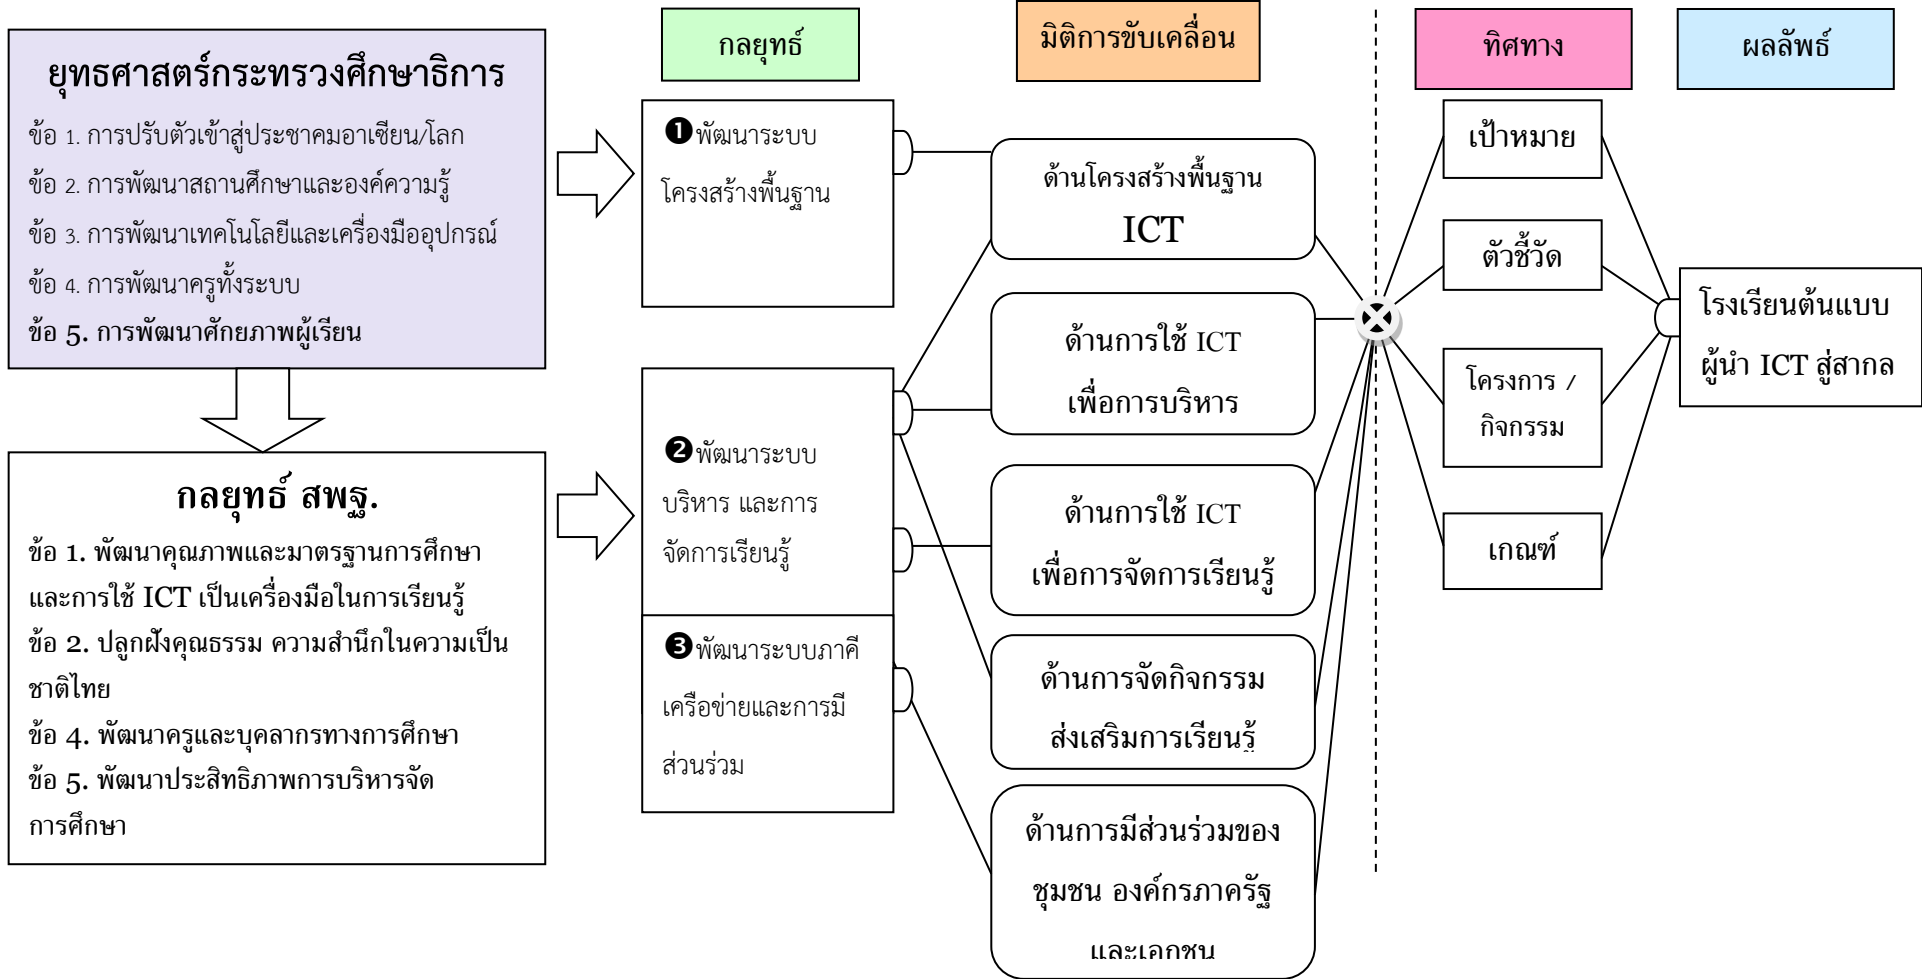 ยุทธศาสตร์กระทรวงศึกษาธิการ
ข้อ 1. การปรับตัวเข้าสู่ประชาคมอาเซียน/โลก
ข้อ 2. การพัฒนาสถานศึกษาและองค์ความรู้
ข้อ 3. การพัฒนาเทคโนโลยีและเครื่องมืออุปกรณ์
ข้อ 4. การพัฒนาครูทั้งระบบ
ข้อ 5. การพัฒนาศักยภาพผู้เรียน
กลยุทธ์ สพฐ.
ข้อ 1. พัฒนาคุณภาพและมาตรฐานการศึกษา
และการใช้ ICT เป็นเครื่องมือในการเรียนรู้
ข้อ 2. ปลูกฝังคุณธรรม ความสำนึกในความเป็น
ชาติไทย
ข้อ 4. พัฒนาครูและบุคลากรทางการศึกษา
ข้อ 5. พัฒนาประสิทธิภาพการบริหารจัด
การศึกษา
กลยุทธ์
❶พัฒนาระบบ
โครงสร้างพื้นฐาน
❷พัฒนาระบบ
บริหาร และการ
จัดการเรียนรู้
❸พัฒนาระบบภาคี
เครือข่ายและการมี
ส่วนร่วม
มิติการขับเคลื่อน
ด้านโครงสร้างพื้นฐาน
ICT
ด้านการใช้ ICT
เพื่อการบริหาร
ด้านการใช้ ICT
เพื่อการจัดการเรียนรู้
ด้านการจัดกิจกรรม
ส่งเสริมการเรียนรู้
ด้านการมีส่วนร่วมของ
ชุมชน องค์กรภาครัฐ
และเอกชน
ทิศทาง
เป้าหมาย
ตัวชี้วัด
โครงการ /
กิจกรรม
เกณฑ์
ผลลัพธ์
โรงเรียนต้นแบบ
ผู้นำ ICT สู่สากล